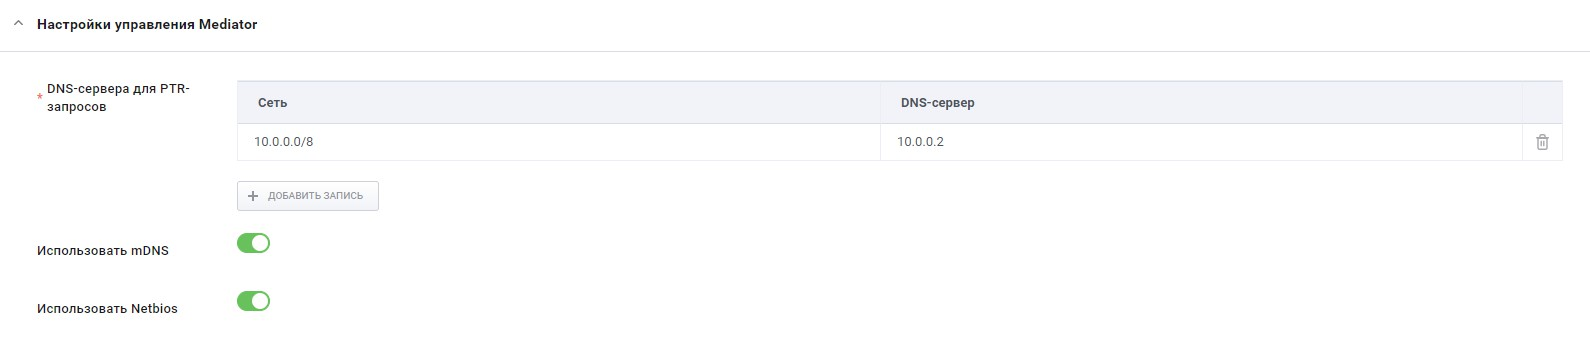 Настройки управления Mediator
* DNS-сервера для PTR-
запросов
Сеть DNS-сервер
10.0.0.0/8 10.0.0.2
ДОБАВИТЬ ЗАПИСЬ
Использовать mDNS
Использовать Netbios